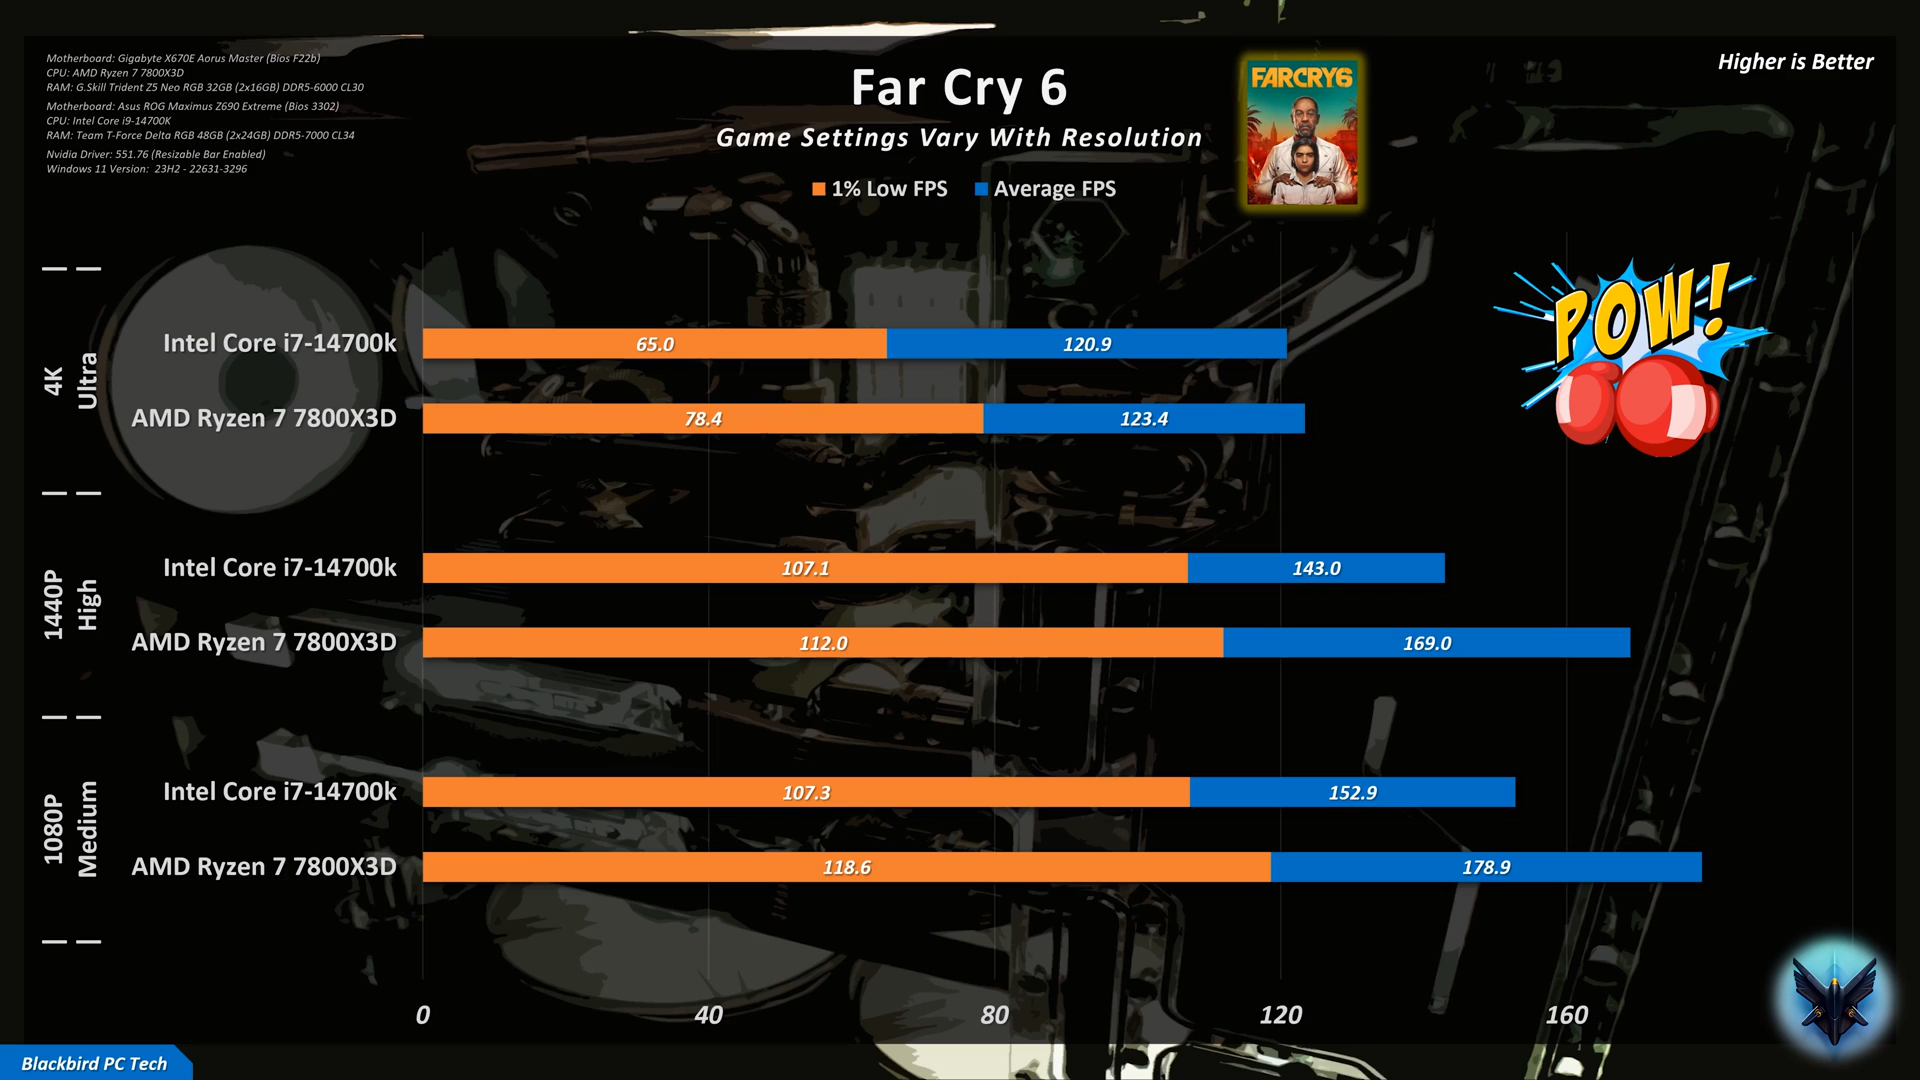 Motherboard: Gigabyte X670E Aorus Master (Bios F22b)
CPU: AMD Ryzen 7 7800X3D
RAM: G.Skill Trident Z5 Neo RGB 32GB (2x16GB) DDR5-6000 CL30
Motherboard: Asus ROG Maximus Z690 Extreme (Bios 3302)
CPU: Intel Core i9-14700K
RAM: Team T-Force Delta RGB 48GB (2x24GB) DDR5-7000 CL34
Nvidia Driver: 551.76 (Resizable Bar Enabled)
Windows 11 Version: 23H2 - 22631-3296
Far Cry 6
Game Settings Vary With Resolution
1% Low FPS Average FPS
FARCRY6
Higher is Better
POW!
4K
Ultra
Intel Core i7-14700k 65.0 120.9
AMD Ryzen 7 7800X3D 78.4 123.4
1440P
High
Intel Core i7-14700k 107.1 143.0
AMD Ryzen 7 7800X3D 112.0 169.0
1080P
Medium
Intel Core i7-14700k 107.3 152.9
AMD Ryzen 7 7800X3D 118.6 178.9
0 40 80 120 160
Blackbird PC Tech